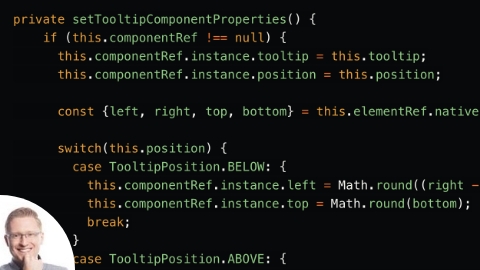 private setTooltipComponentProperties() {
if (this.componentRef !== null) {
this.componentRef.instance.tooltip = this.tooltip;
this.componentRef.instance.position = this.position;
const {left, right, top, bottom} = this.elementRef.native
switch(this.position) {
case TooltipPosition.BELOW: {
this.componentRef.instance.left = Math.round((right -
this.componentRef.instance.top = Math.round(bottom);
break;
}
case TooltipPosition.ABOVE: {